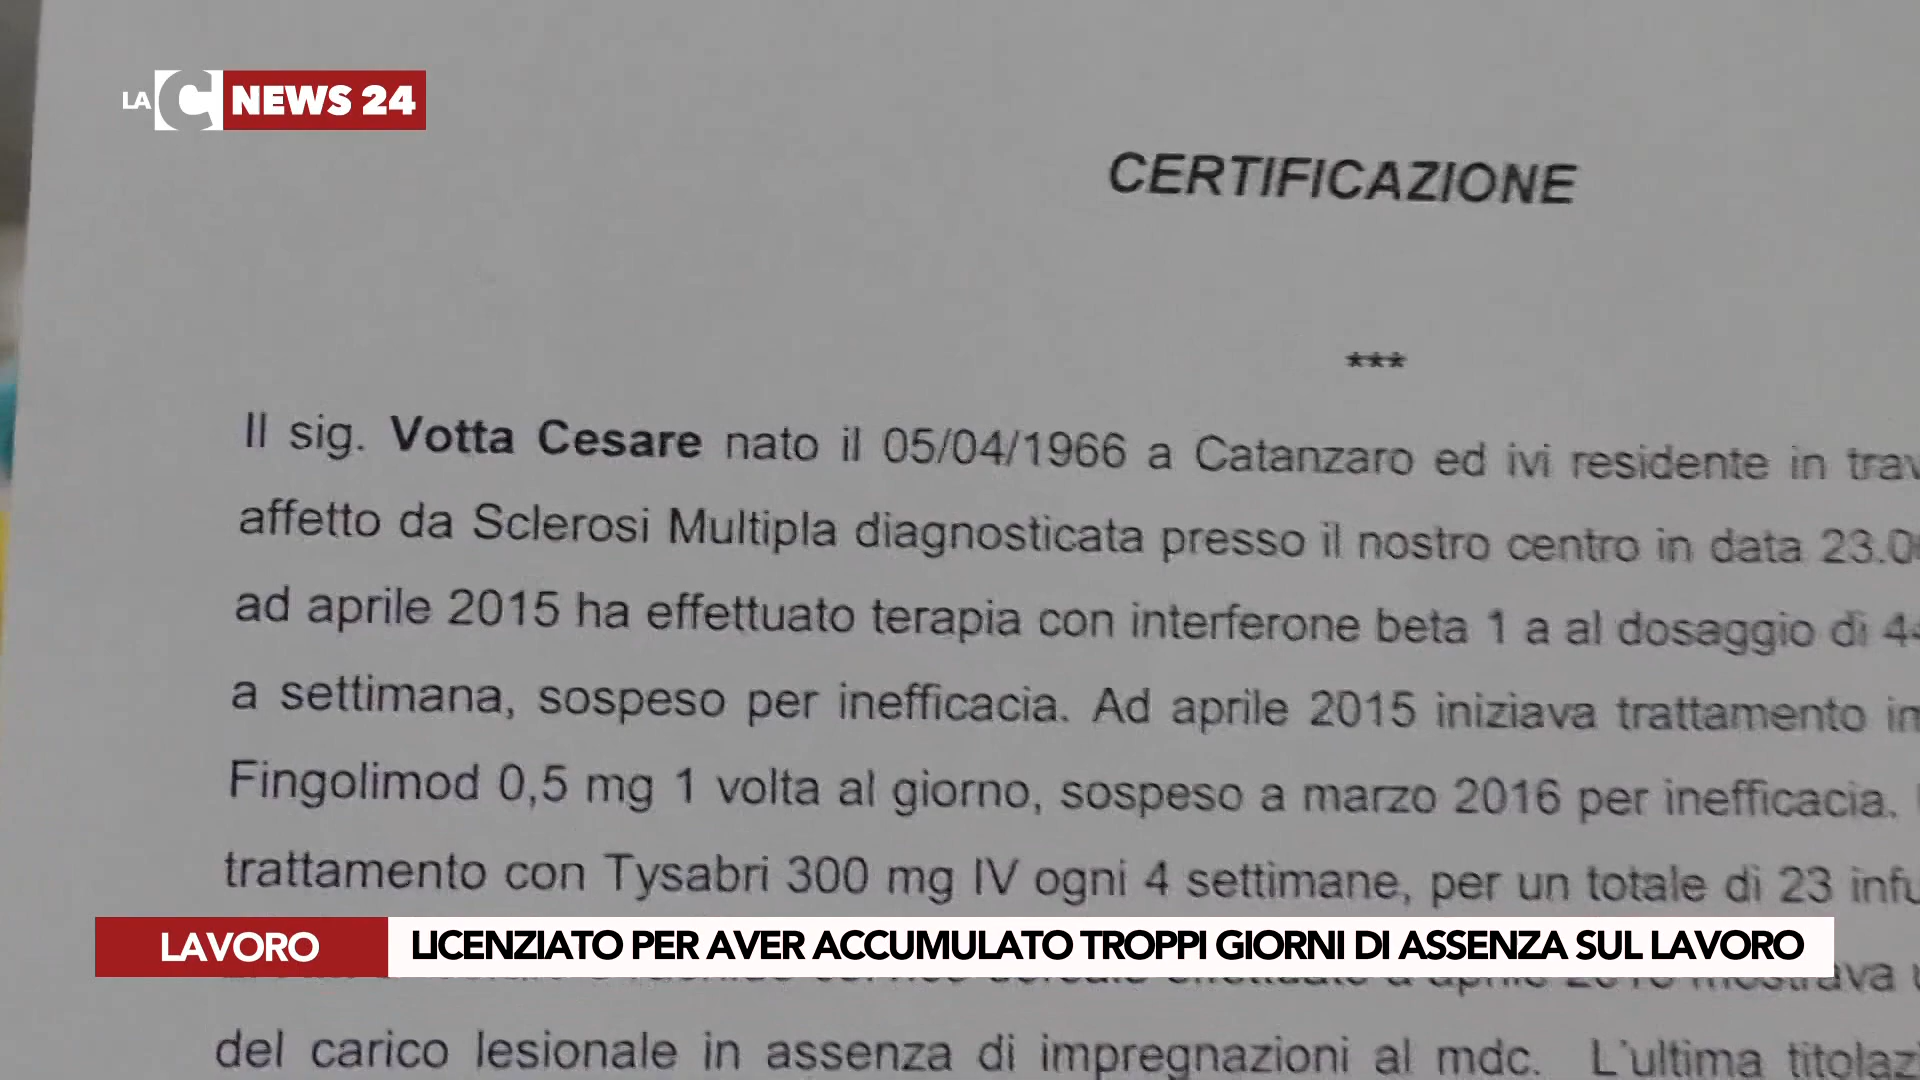 LA C NEWS 24
CERTIFICAZIONE
***
Il sig. Votta Cesare nato il 05/04/1966 a Catanzaro ed ivi residente in
affetto da Sclerosi Multipla diagnosticata presso il nostro centro in data
ad aprile 2015 ha effettuato terapia con interferone beta 1 a al dosaggio di
a settimana, sospeso per inefficacia. Ad aprile 2015 iniziava trattamento
Fingolimod 0,5 mg 1 volta al giorno, sospeso a marzo 2016 per inefficacia.
trattamento con Tysabri 300 mg IV ogni 4 settimane, per un totale di 23
LAVORO LICENZIATO PER AVER ACCUMULATO TROPPI GIORNI DI ASSENZA SUL LAVORO
del carico lesionale in assenza di impregnazioni al mdc. L'ultima